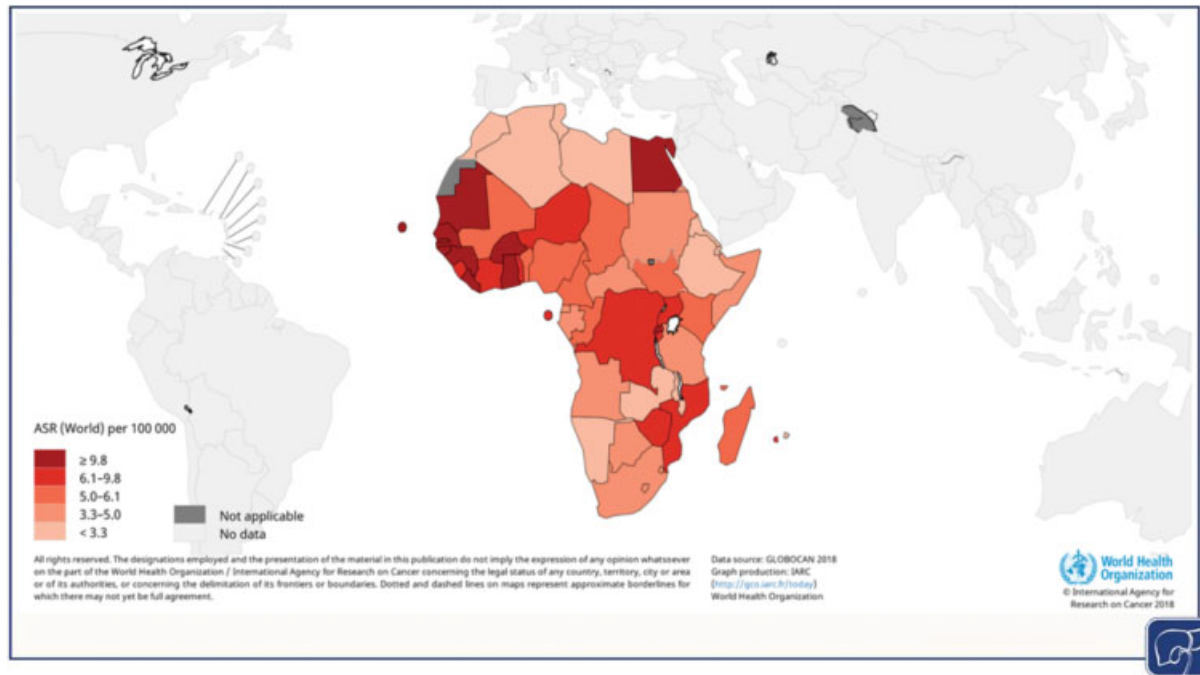 ASR (World) per 100 000
≥ 9.8
6.1–9.8
5.0–6.1
3.3–5.0
< 3.3
Not applicable
No data
All rights reserved. The designations employed and the presentation of the material in this publication do not imply the expression of any opinion whatsoever
on the part of the World Health Organization / International Agency for Research on Cancer concerning the legal status of any country, territory, city or area
or of its authorities, or concerning the delimitation of its frontiers or boundaries. Dotted and dashed lines on maps represent approximate borderlines for
which there may not yet be full agreement.
Data source: GLOBOCAN 2018
Graph production: IARC
(http://gco.iarc.fr/today)
World Health Organization
World Health
Organization
© International Agency for
Research on Cancer 2018